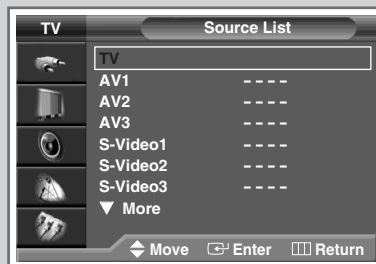 TV Source List
TV
AV1 - - - -
AV2 - - - -
AV3 - - - -
S-Video1 - - - -
S-Video2 - - - -
S-Video3 - - - -
▼ More
Move Enter Return